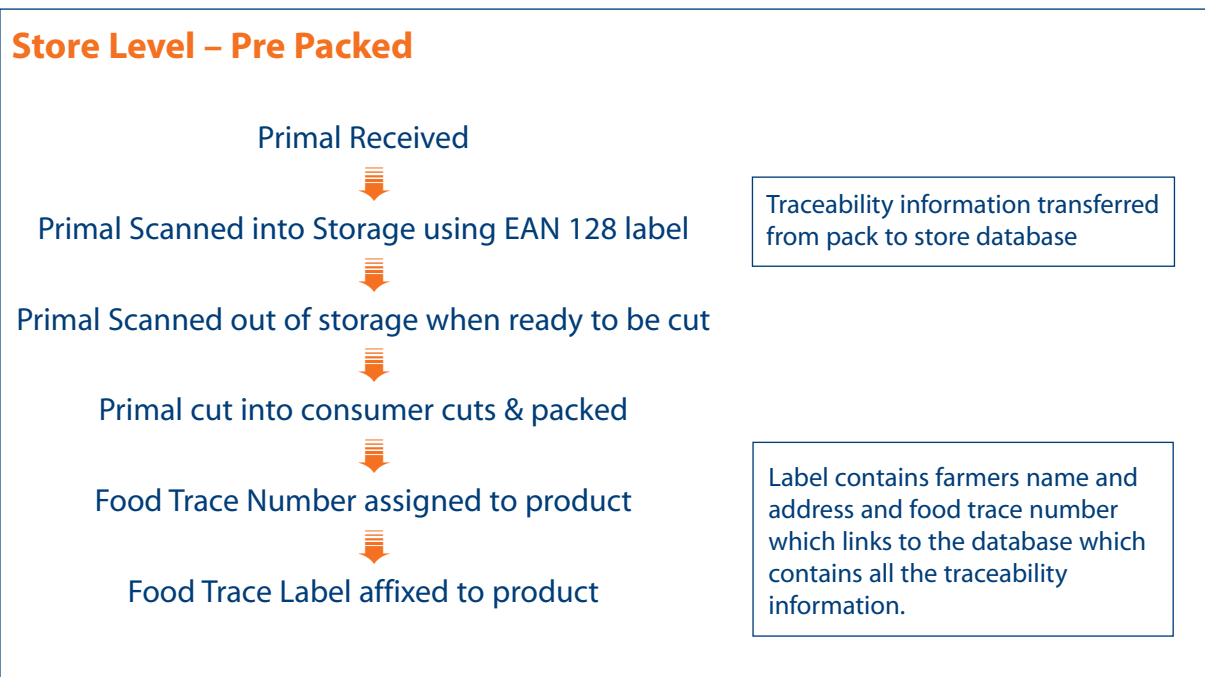 Store Level – Pre Packed
Primal Received
Primal Scanned into Storage using EAN 128 label
Traceability information transferred
from pack to store database
Primal Scanned out of storage when ready to be cut
Primal cut into consumer cuts & packed
Food Trace Number assigned to product
Food Trace Label affixed to product
Label contains farmers name and
address and food trace number
which links to the database which
contains all the traceability
information.